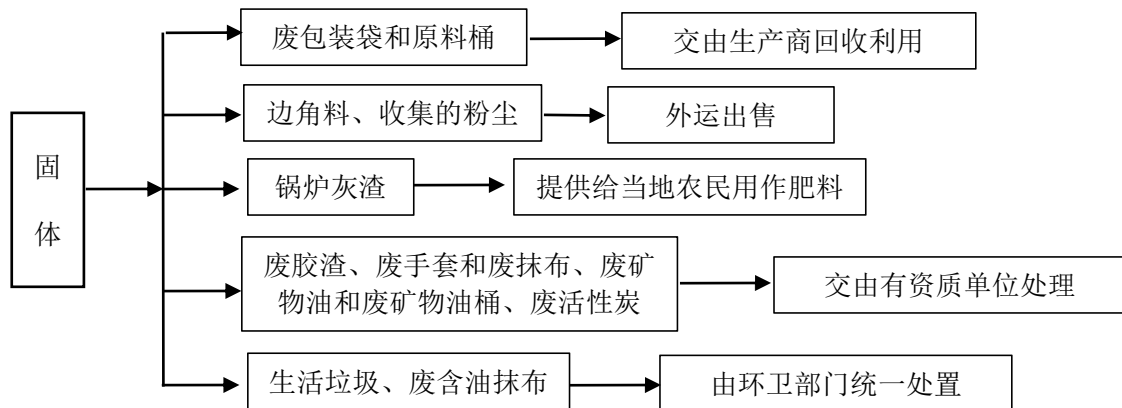 废包装袋和原料桶
交由生产商回收利用
边角料、收集的粉尘
外运出售
固
体
锅炉灰渣
提供给当地农民用作肥料
废胶渣、废手套和废抹布、废矿
物油和废矿物油桶、废活性炭
交由有资质单位处理
生活垃圾、废含油抹布
由环卫部门统一处置